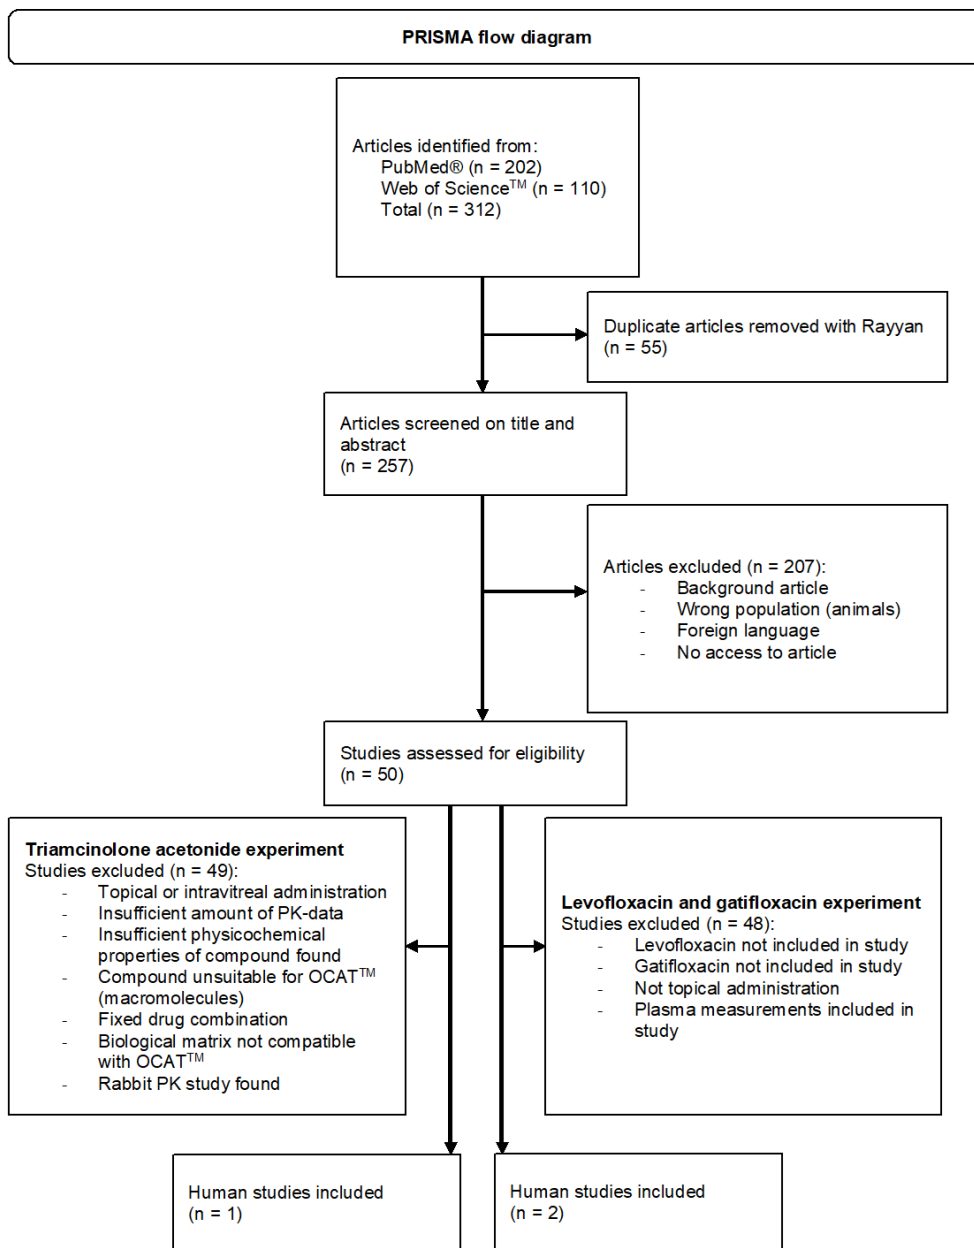 PRISMA flow diagram
Articles identified from:
PubMed® (n = 202)
Web of Science™ (n = 110)
Total (n = 312)
Duplicate articles removed with Rayyan
(n = 55)
Articles screened on title and
abstract
(n = 257)
Articles excluded (n = 207):
- Background article
- Wrong population (animals)
- Foreign language
- No access to article
Studies assessed for eligibility
(n = 50)
Triamcinolone acetonide experiment
Studies excluded (n = 49):
- Topical or intravitreal administration
- Insufficient amount of PK-data
- Insufficient physicochemical
properties of compound found
- Compound unsuitable for OCAT™
(macromolecules)
- Fixed drug combination
- Biological matrix not compatible
with OCAT™
- Rabbit PK study found
Levofloxacin and gatifloxacin experiment
Studies excluded (n = 48):
- Levofloxacin not included in study
- Gatifloxacin not included in study
- Not topical administration
- Plasma measurements included in
study
Human studies included
(n = 1)
Human studies included
(n = 2)